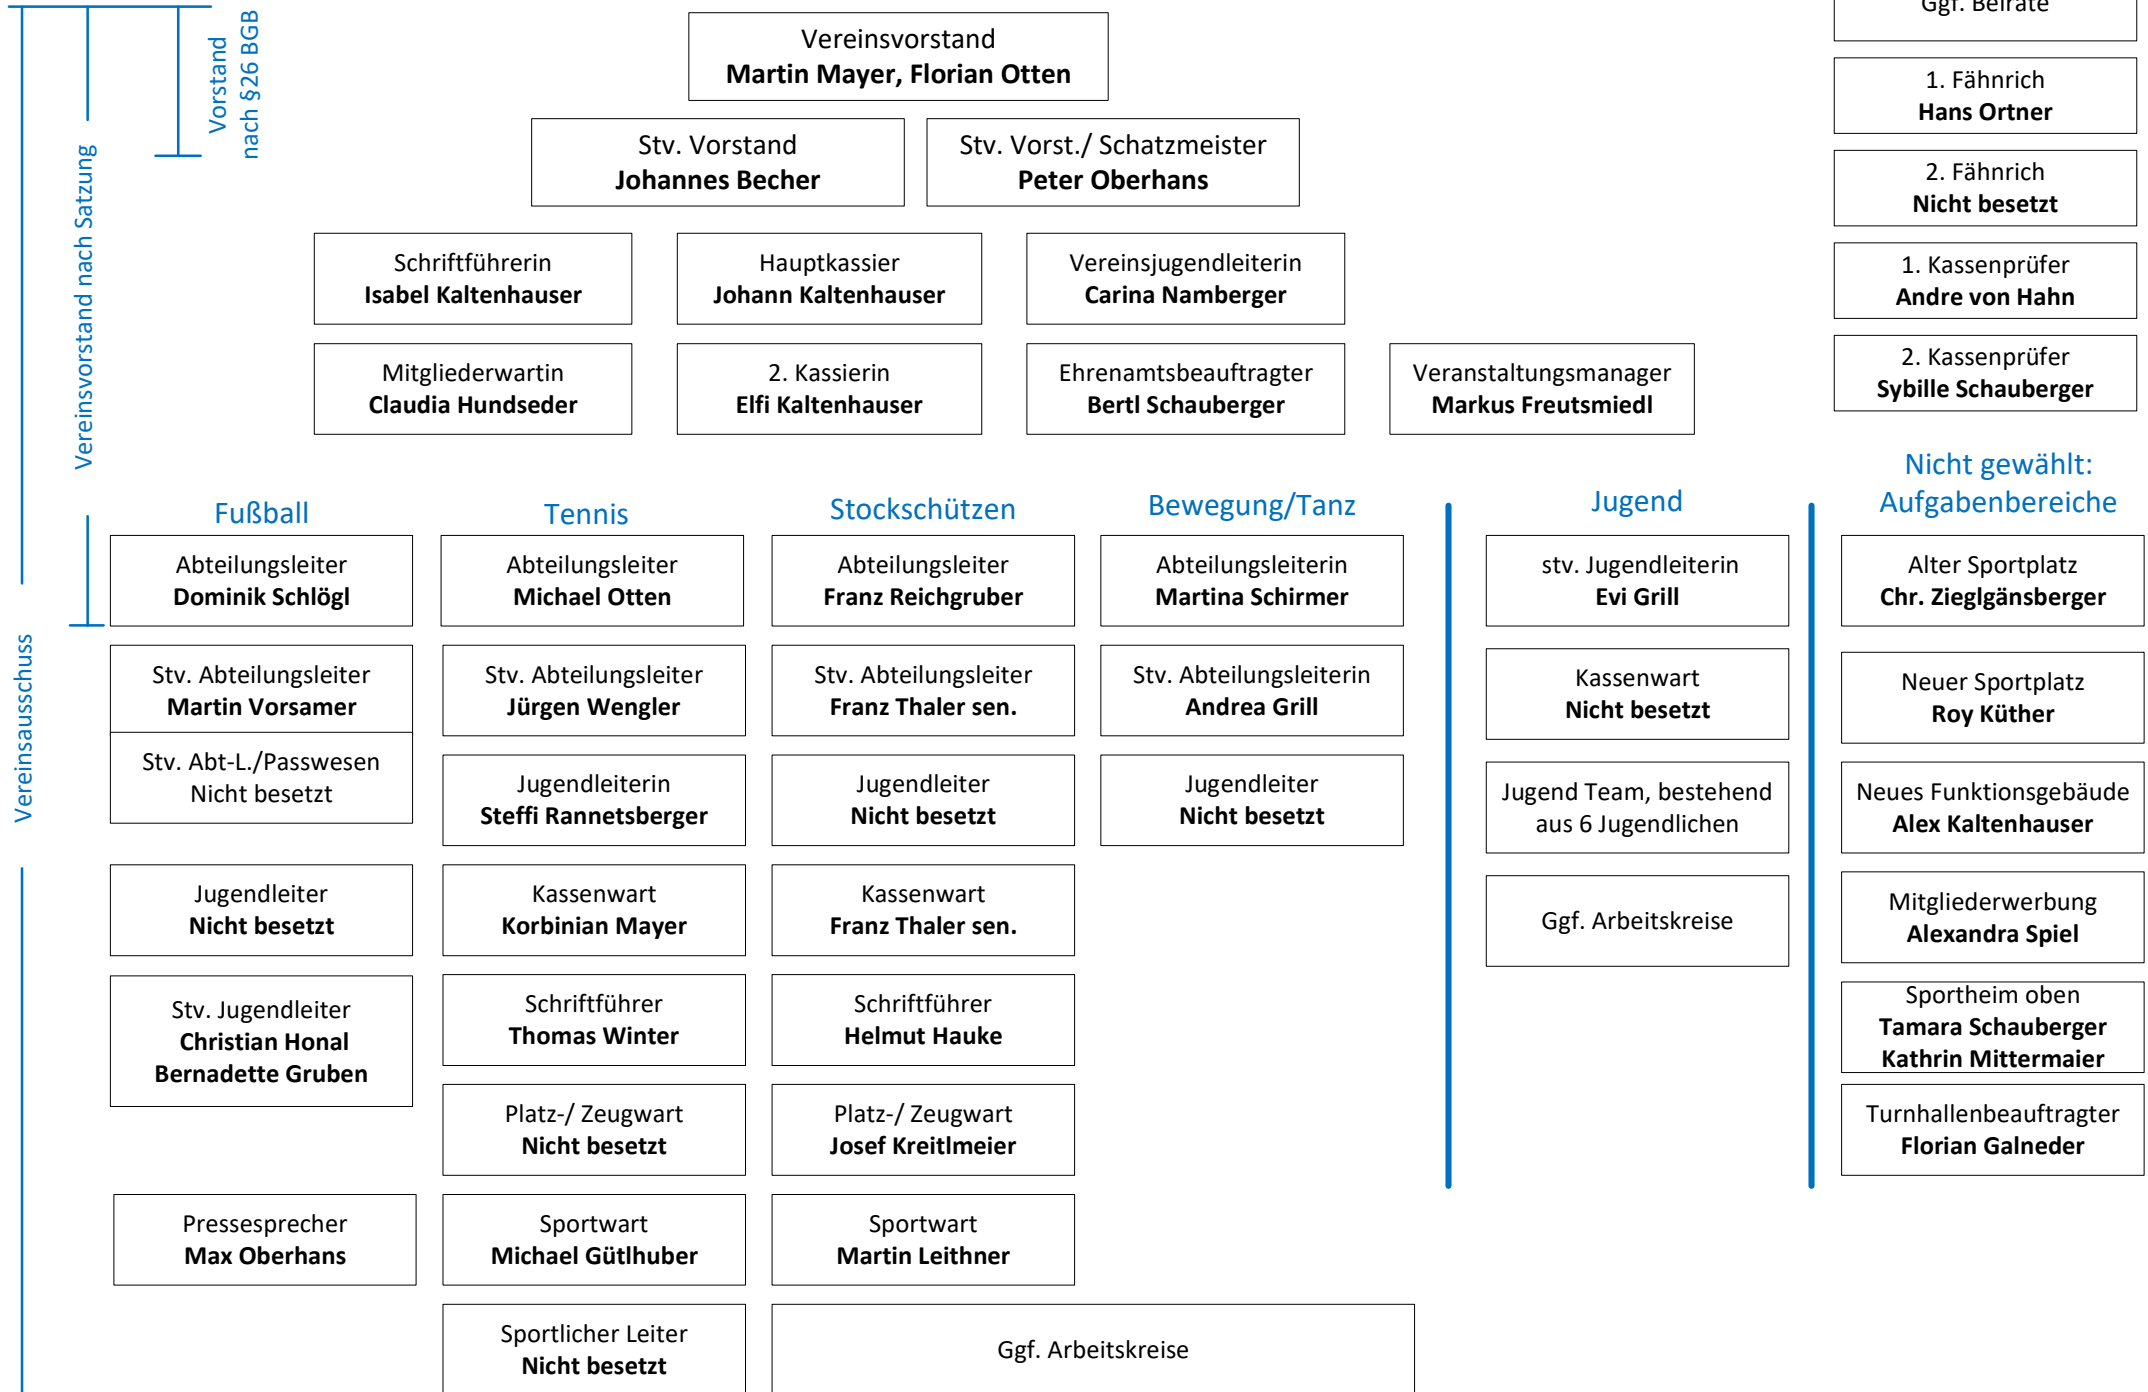 Vorstand
nach §26 BGB
Vereinsvorstand nach Satzung
Vereinsausschuss
Vereinsvorstand
Martin Mayer, Florian Otten
Stv. Vorstand
Johannes Becher
Stv. Vorst./ Schatzmeister
Peter Oberhans
Schriftführerin
Isabel Kaltenhauser
Hauptkassier
Johann Kaltenhauser
Vereinsjugendleiterin
Carina Namberger
Mitgliederwartin
Claudia Hundseder
2. Kassierin
Elfi Kaltenhauser
Ehrenamtsbeauftragter
Bertl Schauberger
Veranstaltungsmanager
Markus Freutsmiedl
Ggf. Beiräte
1. Fähnrich
Hans Ortner
2. Fähnrich
Nicht besetzt
1. Kassenprüfer
Andre von Hahn
2. Kassenprüfer
Sybille Schauberger
Fußball
Abteilungsleiter
Dominik Schlögl
Stv. Abteilungsleiter
Martin Vorsamer
Stv. Abt-L./Passwesen
Nicht besetzt
Jugendleiter
Nicht besetzt
Stv. Jugendleiter
Christian Honal
Bernadette Gruben
Pressesprecher
Max Oberhans
Tennis
Abteilungsleiter
Michael Otten
Stv. Abteilungsleiter
Jürgen Wengler
Jugendleiterin
Steffi Rannetsberger
Kassenwart
Korbinian Mayer
Schriftführer
Thomas Winter
Platz-/ Zeugwart
Nicht besetzt
Sportwart
Michael Gütlhuber
Sportlicher Leiter
Nicht besetzt
Stockschützen
Abteilungsleiter
Franz Reichgruber
Stv. Abteilungsleiter
Franz Thaler sen.
Jugendleiter
Nicht besetzt
Kassenwart
Franz Thaler sen.
Schriftführer
Helmut Hauke
Platz-/ Zeugwart
Josef Kreitlmeier
Sportwart
Martin Leithner
Ggf. Arbeitskreise
Bewegung/Tanz
Abteilungsleiterin
Martina Schirmer
Stv. Abteilungsleiterin
Andrea Grill
Jugendleiter
Nicht besetzt
Jugend
stv. Jugendleiterin
Evi Grill
Kassenwart
Nicht besetzt
Jugend Team, bestehend
aus 6 Jugendlichen
Ggf. Arbeitskreise
Nicht gewählt:
Aufgabenbereiche
Alter Sportplatz
Chr. Zieglgänsberger
Neuer Sportplatz
Roy Küther
Neues Funktionsgebäude
Alex Kaltenhauser
Mitgliederwerbung
Alexandra Spiel
Sportheim oben
Tamara Schauberger
Kathrin Mittermaier
Turnhallenbeauftragter
Florian Galneder